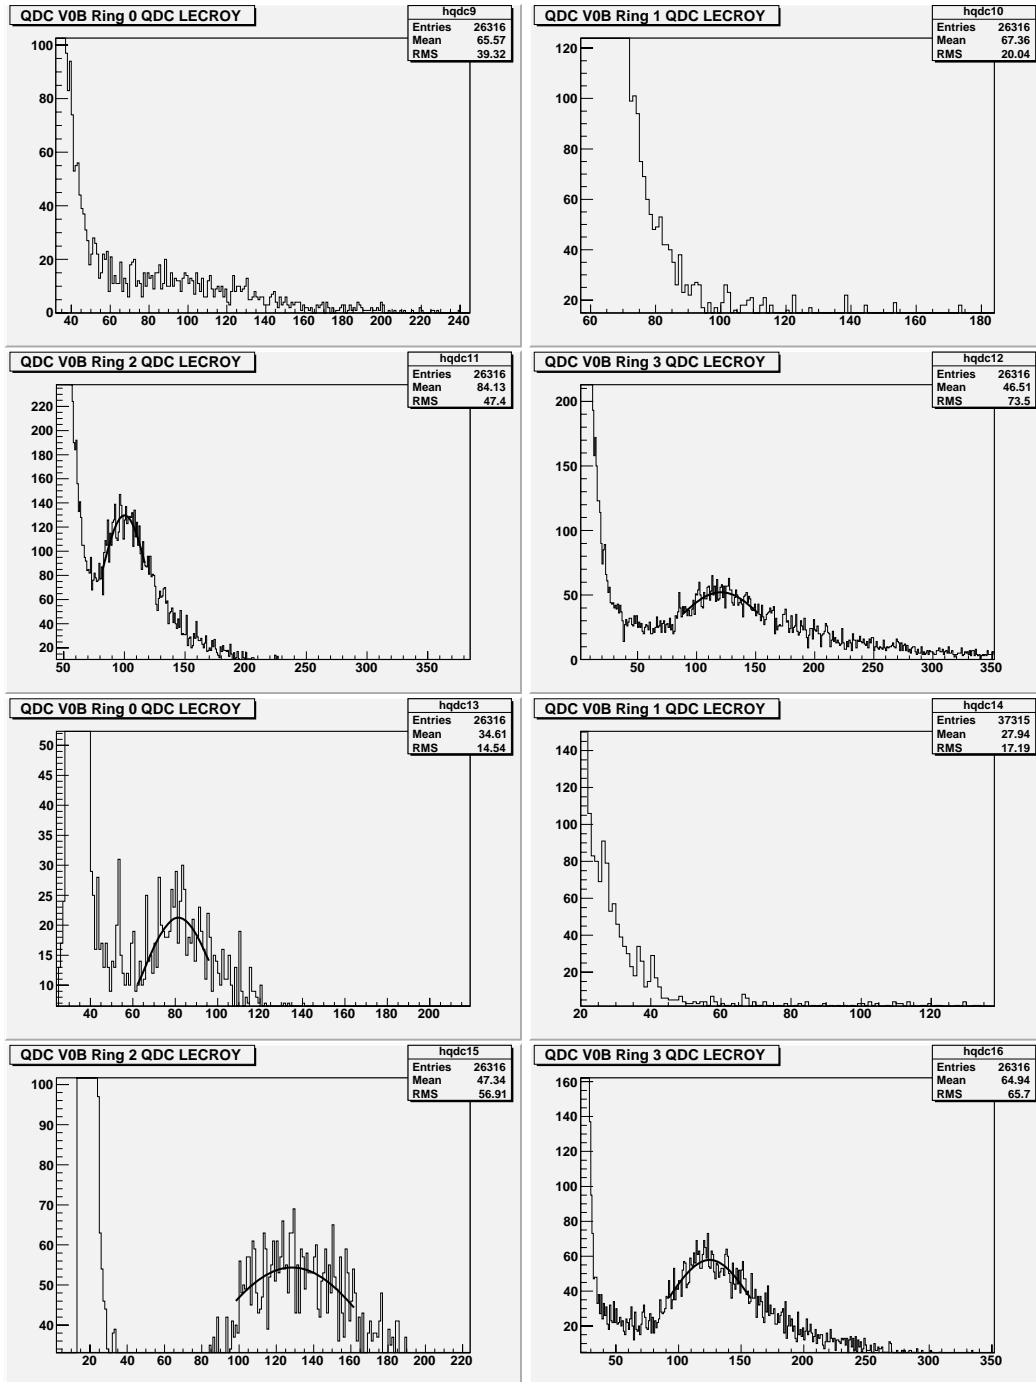 QDC V0B Ring 0 QDC LECROY
hqdc9
Entries 26316
Mean 65.57
RMS 39.32
100
80
60
40
20
0
40 60 80 100 120 140 160 180 200 220 240
QDC V0B Ring 1 QDC LECROY
hqdc10
Entries 26316
Mean 67.36
RMS 20.04
120
100
80
60
40
20
60 80 100 120 140 160 180
QDC V0B Ring 2 QDC LECROY
hqdc11
Entries 26316
Mean 84.13
RMS 47.4
220
200
180
160
140
120
100
80
60
40
20
50 100 150 200 250 300 350
QDC V0B Ring 3 QDC LECROY
hqdc12
Entries 26316
Mean 46.51
RMS 73.5
200
150
100
50
0
50 100 150 200 250 300 350
QDC V0B Ring 0 QDC LECROY
hqdc13
Entries 26316
Mean 34.61
RMS 14.54
50
45
40
35
30
25
20
15
10
40 60 80 100 120 140 160 180 200
QDC V0B Ring 1 QDC LECROY
hqdc14
Entries 37315
Mean 27.94
RMS 17.19
140
120
100
80
60
40
20
20 40 60 80 100 120
QDC V0B Ring 2 QDC LECROY
hqdc15
Entries 26316
Mean 47.34
RMS 56.91
100
90
80
70
60
50
40
20 40 60 80 100 120 140 160 180 200 220
QDC V0B Ring 3 QDC LECROY
hqdc16
Entries 26316
Mean 64.94
RMS 65.7
160
140
120
100
80
60
40
20
50 100 150 200 250 300 350